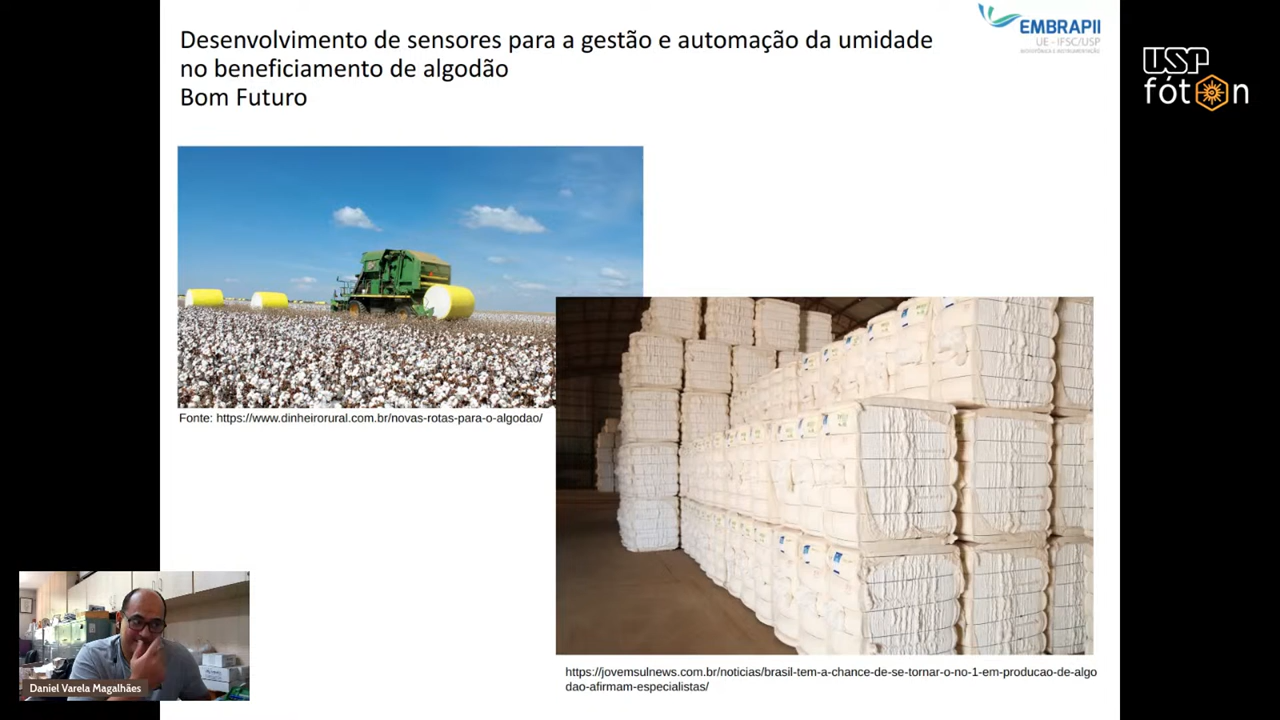 Desenvolvimento de sensores para a gestão e automação da umidade
no beneficiamento de algodão
Bom Futuro
EMBRAPII
UE - IFSC/USP
USP
fóton
Fonte: https://www.dinheirorural.com.br/novas-rotas-para-o-algodao/
https://jovemsulnews.com.br/noticias/brasil-tem-a-chance-de-se-tornar-o-no-1-em-producao-de-algo
dao-afirmam-especialistas/
Daniel Varela Magalhães